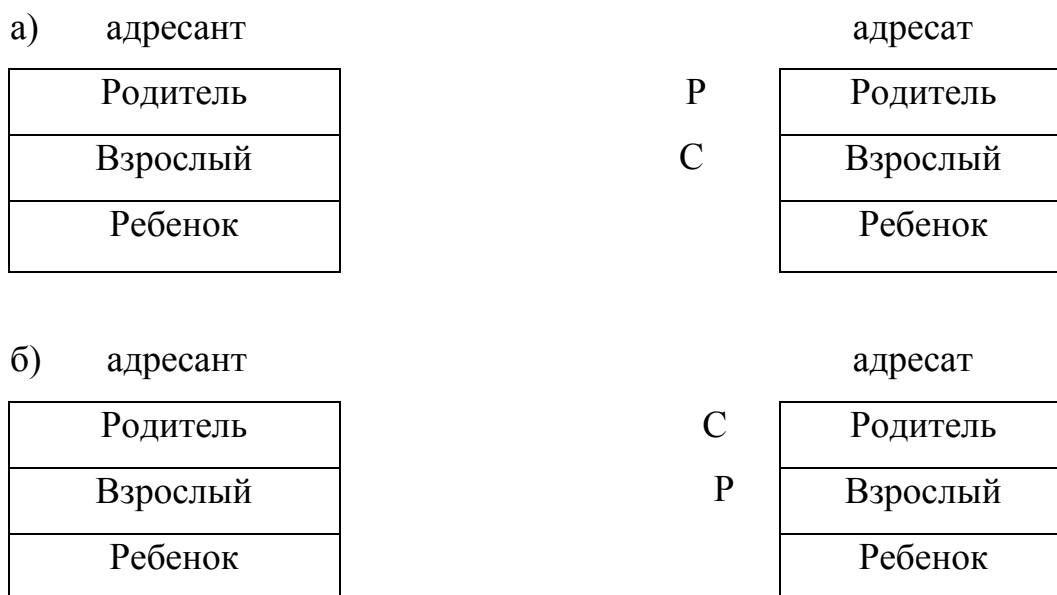 а) адресант адресат
Родитель Р Родитель
Взрослый С Взрослый
Ребенок Ребенок
б) адресант адресат
Родитель С Родитель
Взрослый Р Взрослый
Ребенок Ребенок